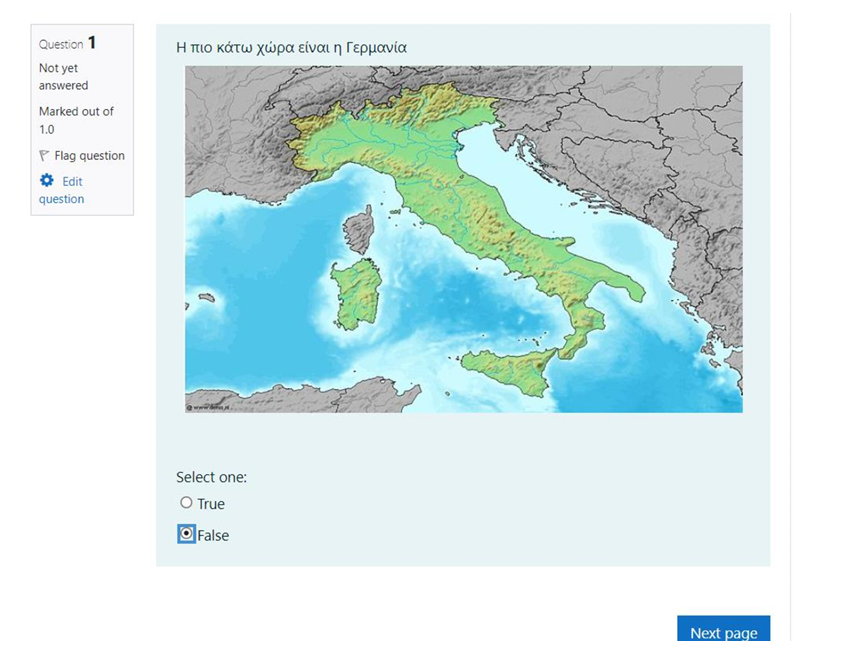 Question 1
Not yet
answered
Marked out of
1.0
Flag question
Edit
question
Η πιο κάτω χώρα είναι η Γερμανία
Select one:
True
False
Next page